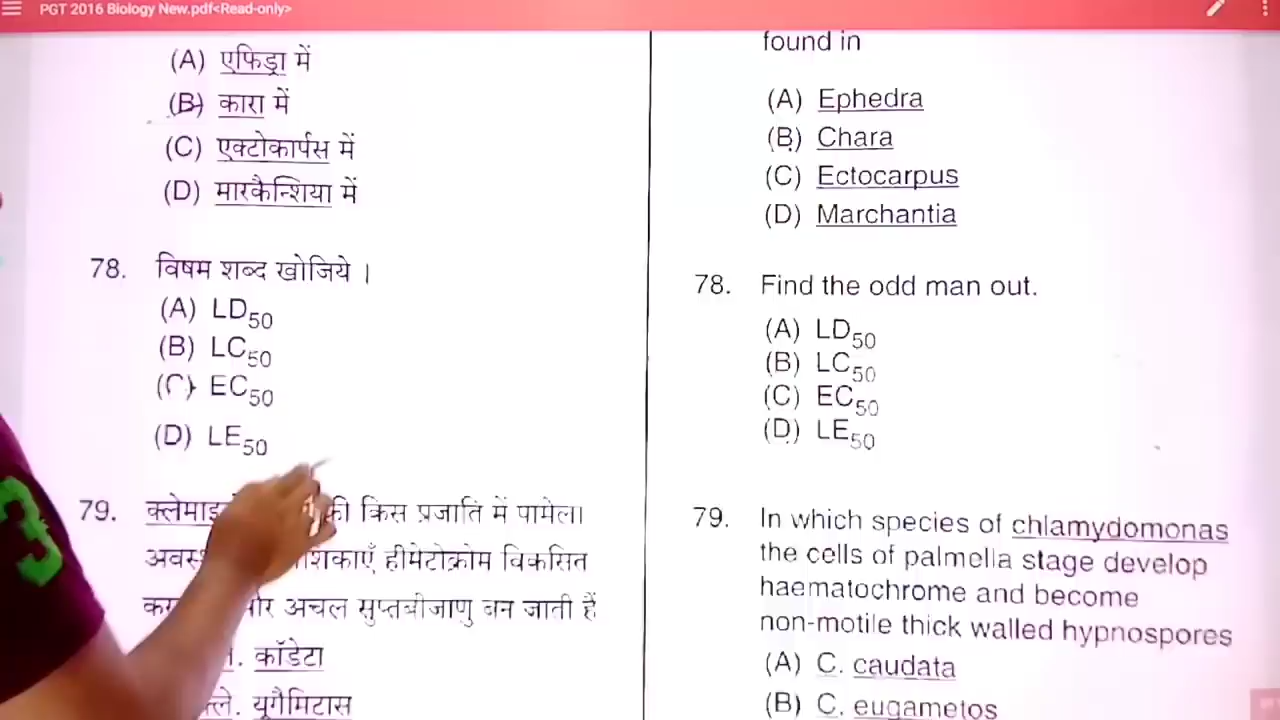 PGT 2016 Biology New.pdf<Read-only>
(A) एफिड्रा में
(B) कारा में
(C) एक्टोकार्पस में
(D) मारकैन्शिया में
78. विषम शब्द खोजिये ।
(A) LD50
(B) LC50
(C) EC50
(D) LE50
79. की किस प्रजाति में पामेला
हीमेटोक्रोम विकसित
अचल सुप्तबीजाणु बन जाती हैं
कॉडेटा
यूगैमिटास
found in
(A) Ephedra
(B) Chara
(C) Ectocarpus
(D) Marchantia
78. Find the odd man out.
(A) LD50
(B) LC50
(C) EC50
(D) LE50
79. In which species of chlamydomonas
the cells of palmella stage develop
haematochrome and become
non-motile thick walled hypnospores
(A) C. caudata
(B) C. eugametos
3